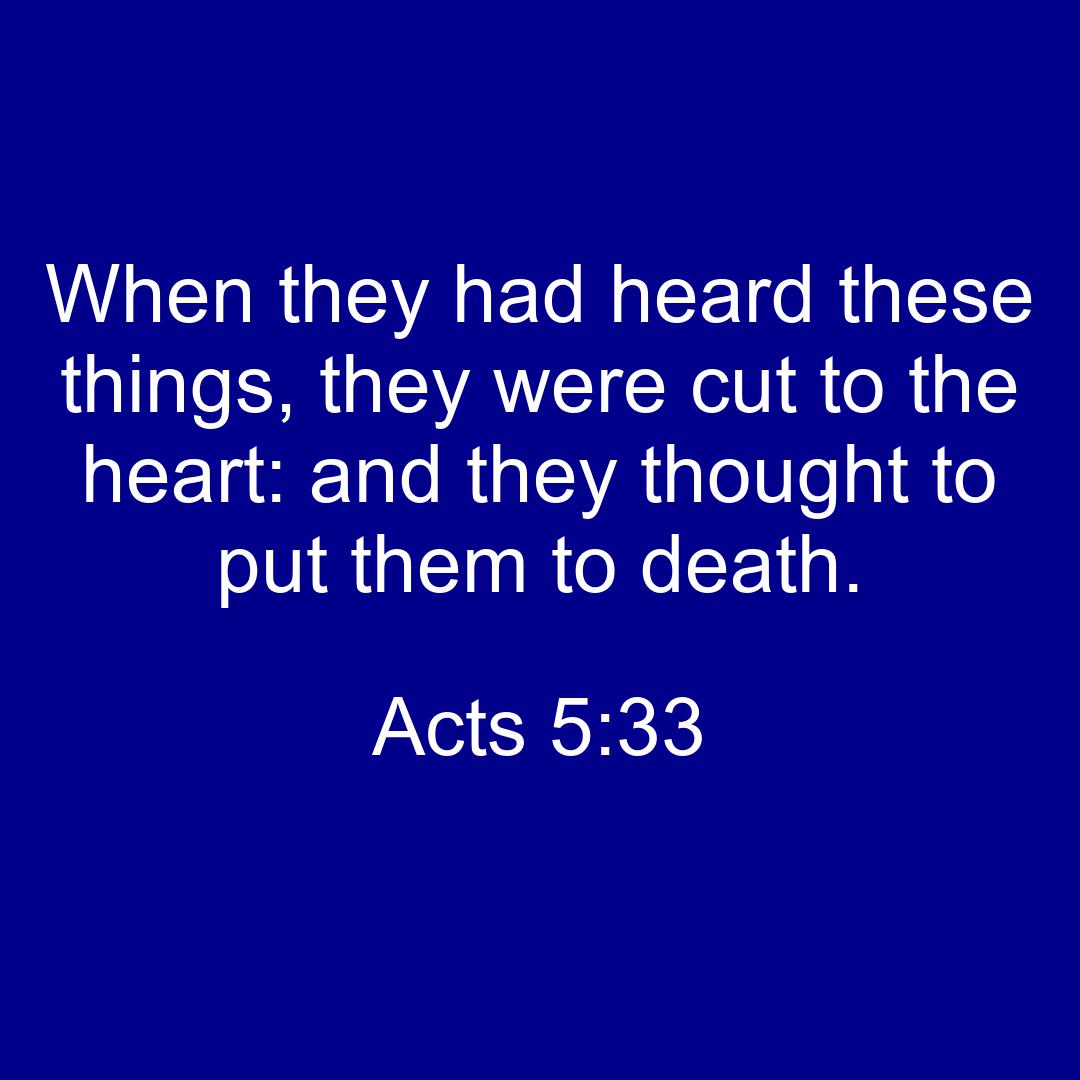 When they had heard these
things, they were cut to the
heart: and they thought to
put them to death.
Acts 5:33